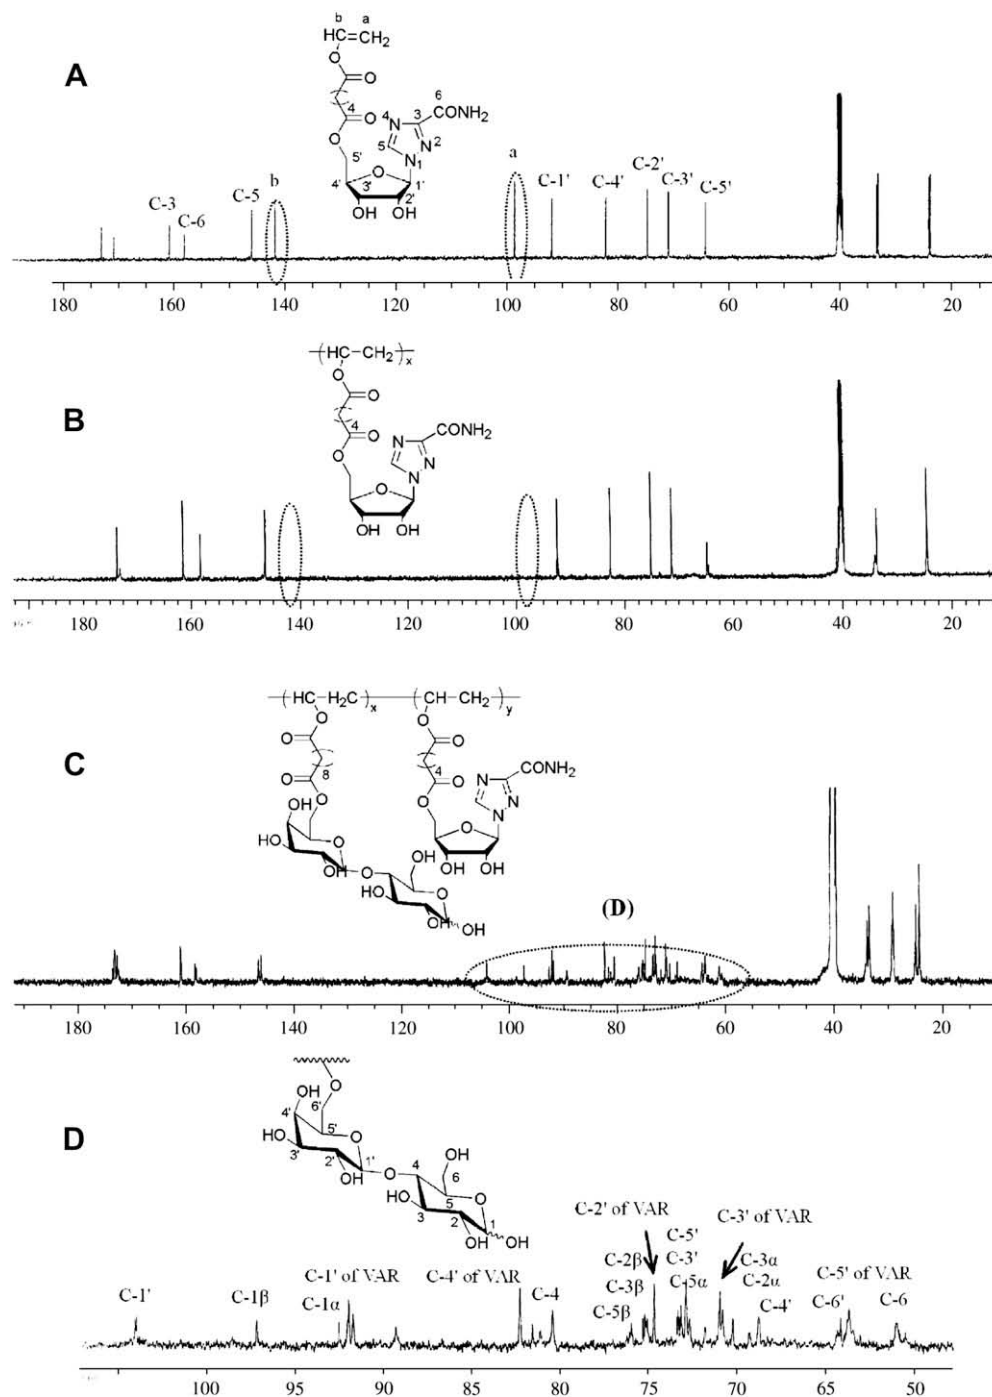 b a
HC=CH₂
O
O
4
O
O
A
6
CONH₂
4 N 3
N 2
5
N 1
5'
4' O 1'
3' 2'
OH OH
C-3
C-6
C-5
b
a
C-1'
C-4'
C-2'
C-3'
C-5'
180 160 140 120 100 80 60 40 20
B
(HC-CH₂)x
O
O
4
O
O
CONH₂
N
N
N
O
OH OH
180 160 140 120 100 80 60 40 20
C
(HC-H₂C)x (CH-CH₂)y
O O
O O
8 4
O O
O O
CONH₂
N
N
N
OH
O
HO
O
OH
O
OH
HO
O
OH
OH
O
OH OH
(D)
180 160 140 120 100 80 60 40 20
D
O
OH 6'
4'
5' O
HO
3' 2' 1'
OH O
4 OH
6
5 O
HO
3 2 1
OH OH
C-1'
C-1β
C-1' of VAR
C-1α
C-4' of VAR
C-4
C-2' of VAR
C-2β
C-3β
C-5β
C-5'
C-3'
C-5α
C-3' of VAR
C-3α
C-2α
C-4'
C-5' of VAR
C-6'
C-6
100 95 90 85 80 75 70 65 60 50